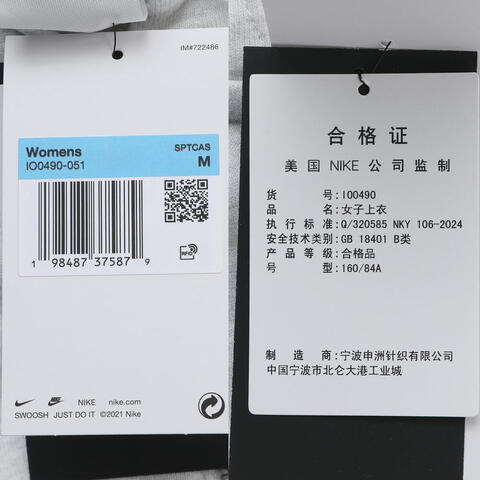 IM#722486
Womens
SPTCAS
IO0490-051
M
RFID
1 98487 37587 9
NIKE nike.com
SWOOSH JUST DO IT ©2021 Nike
合格证
美国 NIKE 公司监制
货号:IO0490
品名:女子上衣
执行标准:Q/320585 NKY 106-2024
安全技术类别:GB 18401 B类
产品等级:合格品
号型:160/84A
制造商:宁波申洲针织有限公司
中国宁波市北仑大港工业城